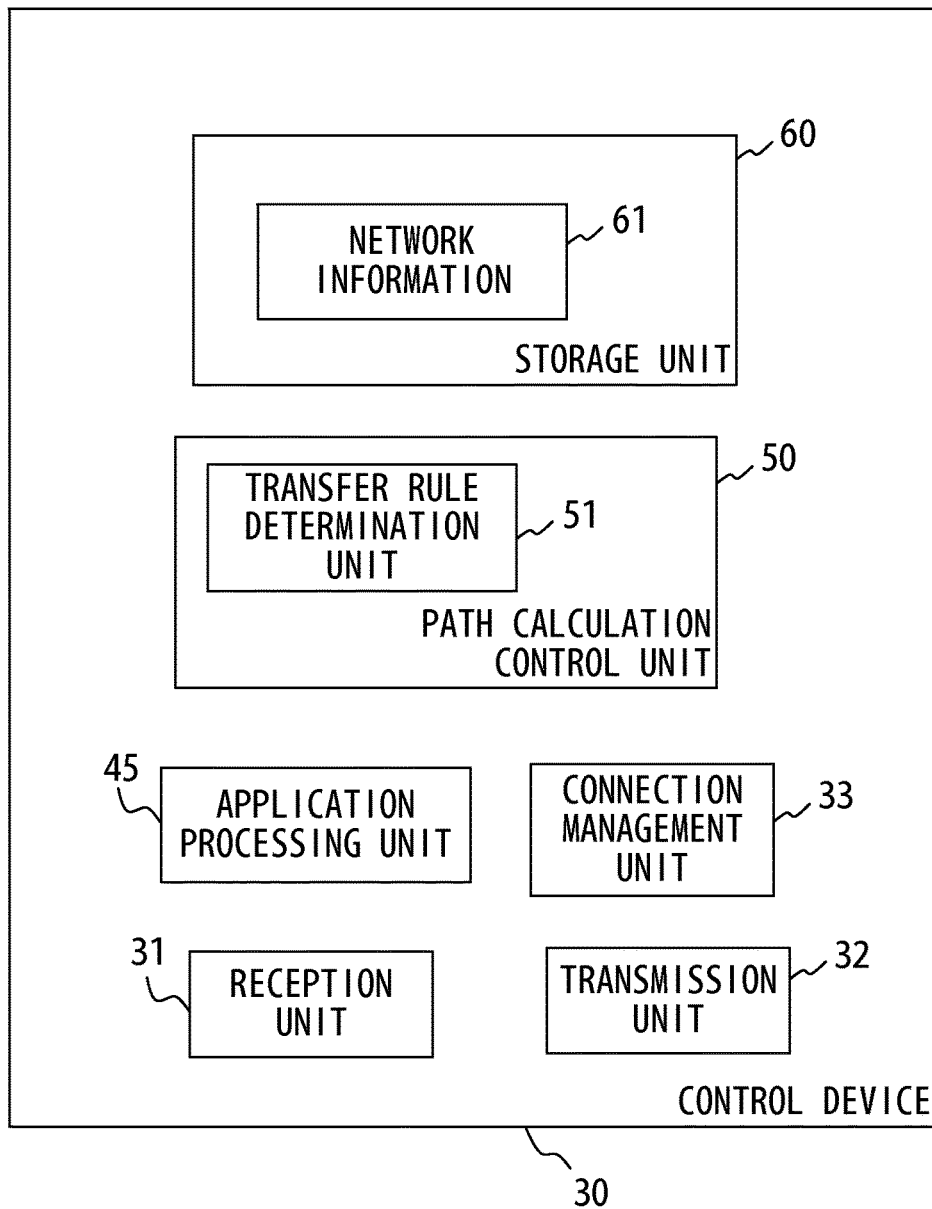 60
NETWORK
INFORMATION
61
STORAGE UNIT
50
TRANSFER RULE
DETERMINATION
UNIT
51
PATH CALCULATION
CONTROL UNIT
45
APPLICATION
PROCESSING UNIT
CONNECTION
MANAGEMENT
UNIT
33
31
RECEPTION
UNIT
TRANSMISSION
UNIT
32
CONTROL DEVICE
30